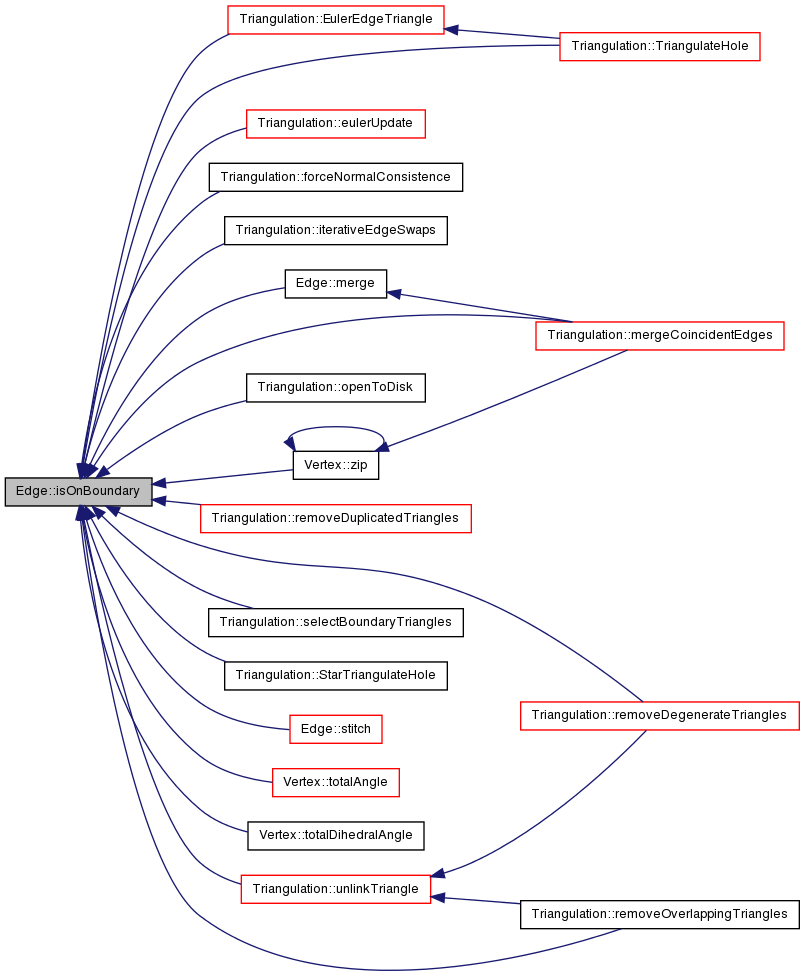 Triangulation::EulerEdgeTriangle
Triangulation::TriangulateHole
Triangulation::eulerUpdate
Triangulation::forceNormalConsistence
Triangulation::iterativeEdgeSwaps
Edge::merge
Triangulation::mergeCoincidentEdges
Triangulation::openToDisk
Vertex::zip
Edge::isOnBoundary
Triangulation::removeDuplicatedTriangles
Triangulation::selectBoundaryTriangles
Triangulation::StarTriangulateHole
Triangulation::removeDegenerateTriangles
Edge::stitch
Vertex::totalAngle
Vertex::totalDihedralAngle
Triangulation::unlinkTriangle
Triangulation::removeOverlappingTriangles